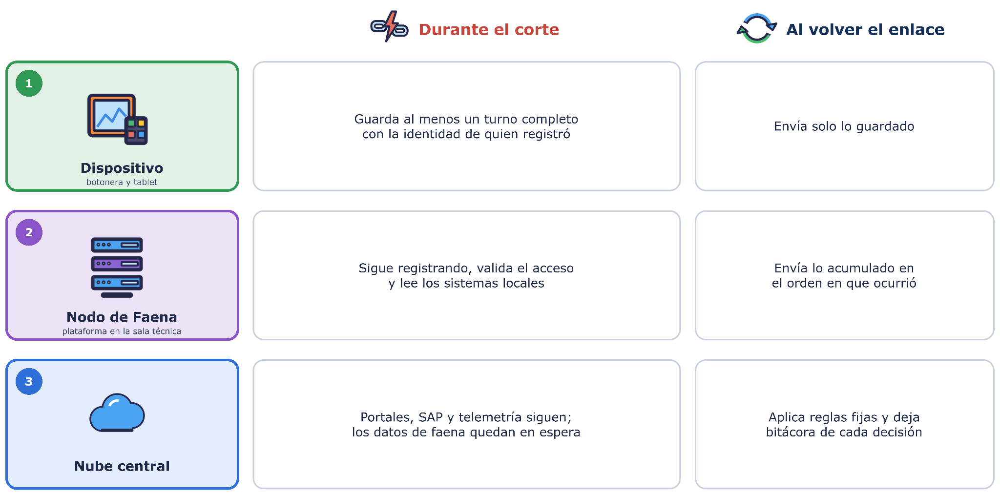 Durante el corte
Al volver el enlace
1
Dispositivo
botonera y tablet
Guarda al menos un turno completo
con la identidad de quien registró
Envía solo lo guardado
2
Nodo de Faena
plataforma en la sala técnica
Sigue registrando, valida el acceso
y lee los sistemas locales
Envía lo acumulado en
el orden en que ocurrió
3
Nube central
Portales, SAP y telemetría siguen;
los datos de faena quedan en espera
Aplica reglas fijas y deja
bitácora de cada decisión